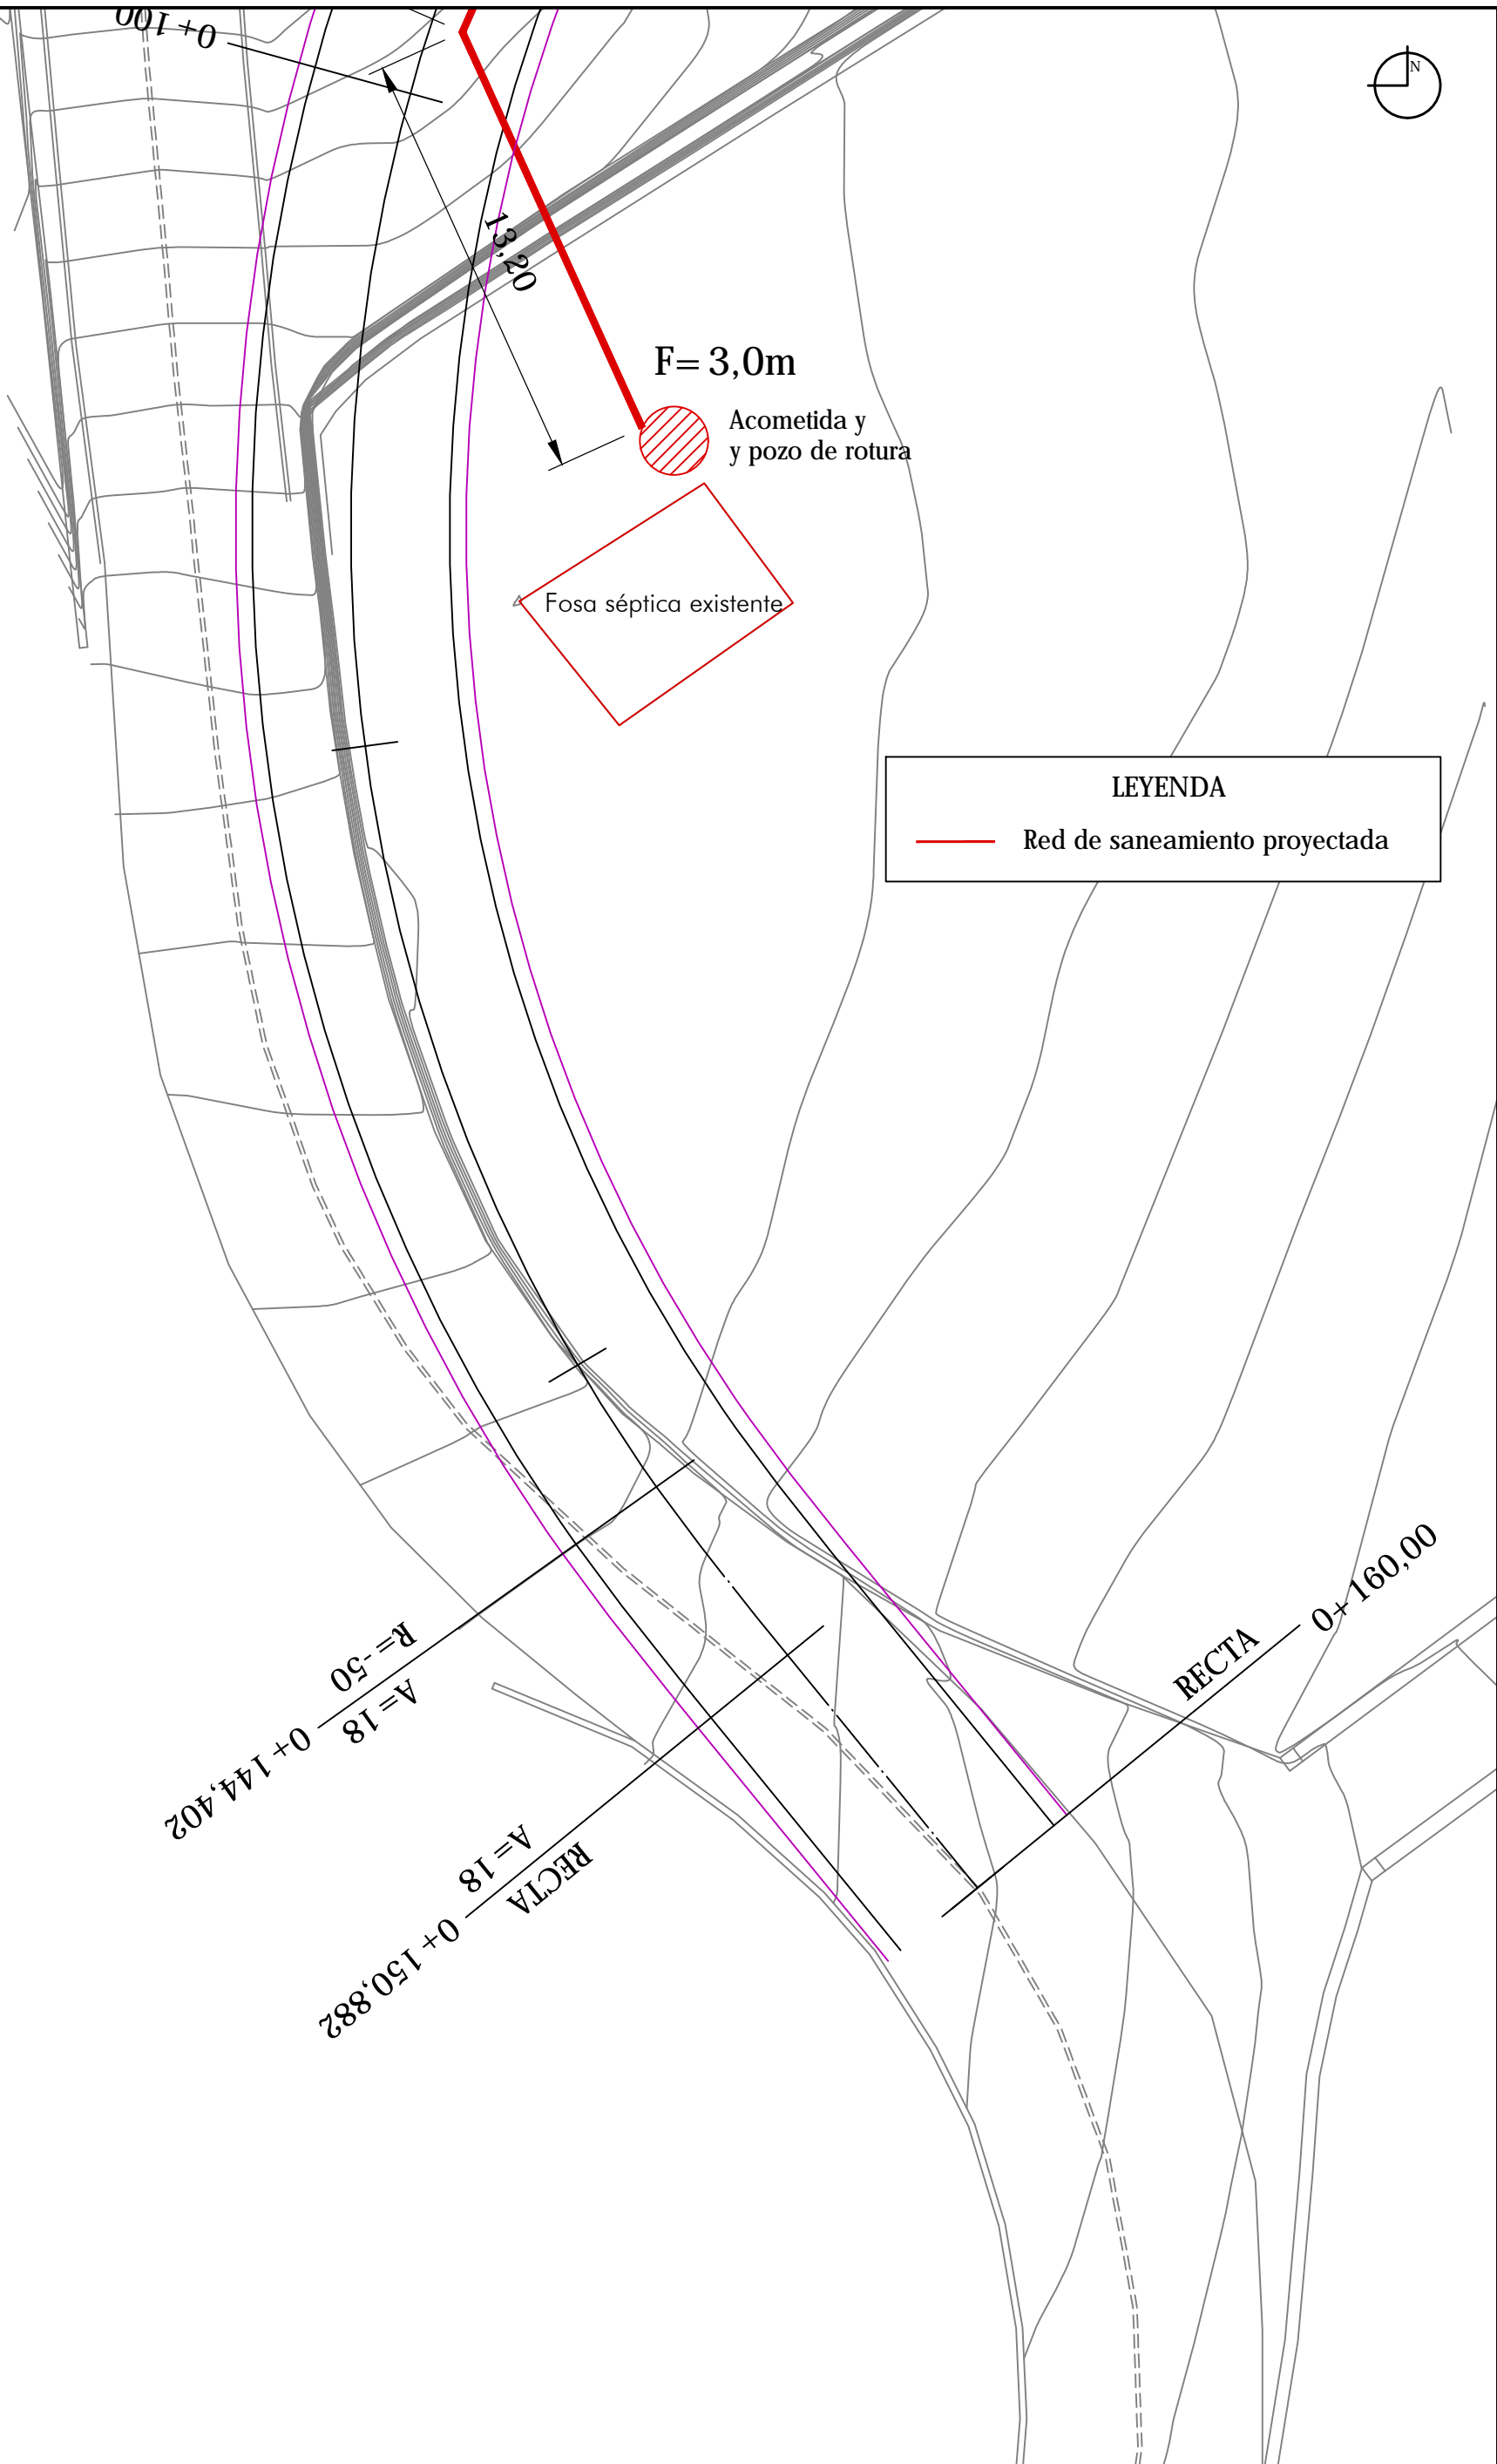 0+ 100
N
13,20
F= 3,0m
Acometida y
y pozo de rotura
Fosa séptica existente
LEYENDA
Red de saneamiento proyectada
RECTA
0+ 160,00
R= -50
0+ 144,402
A= 18
A= 18
0+ 150,882
RECTA